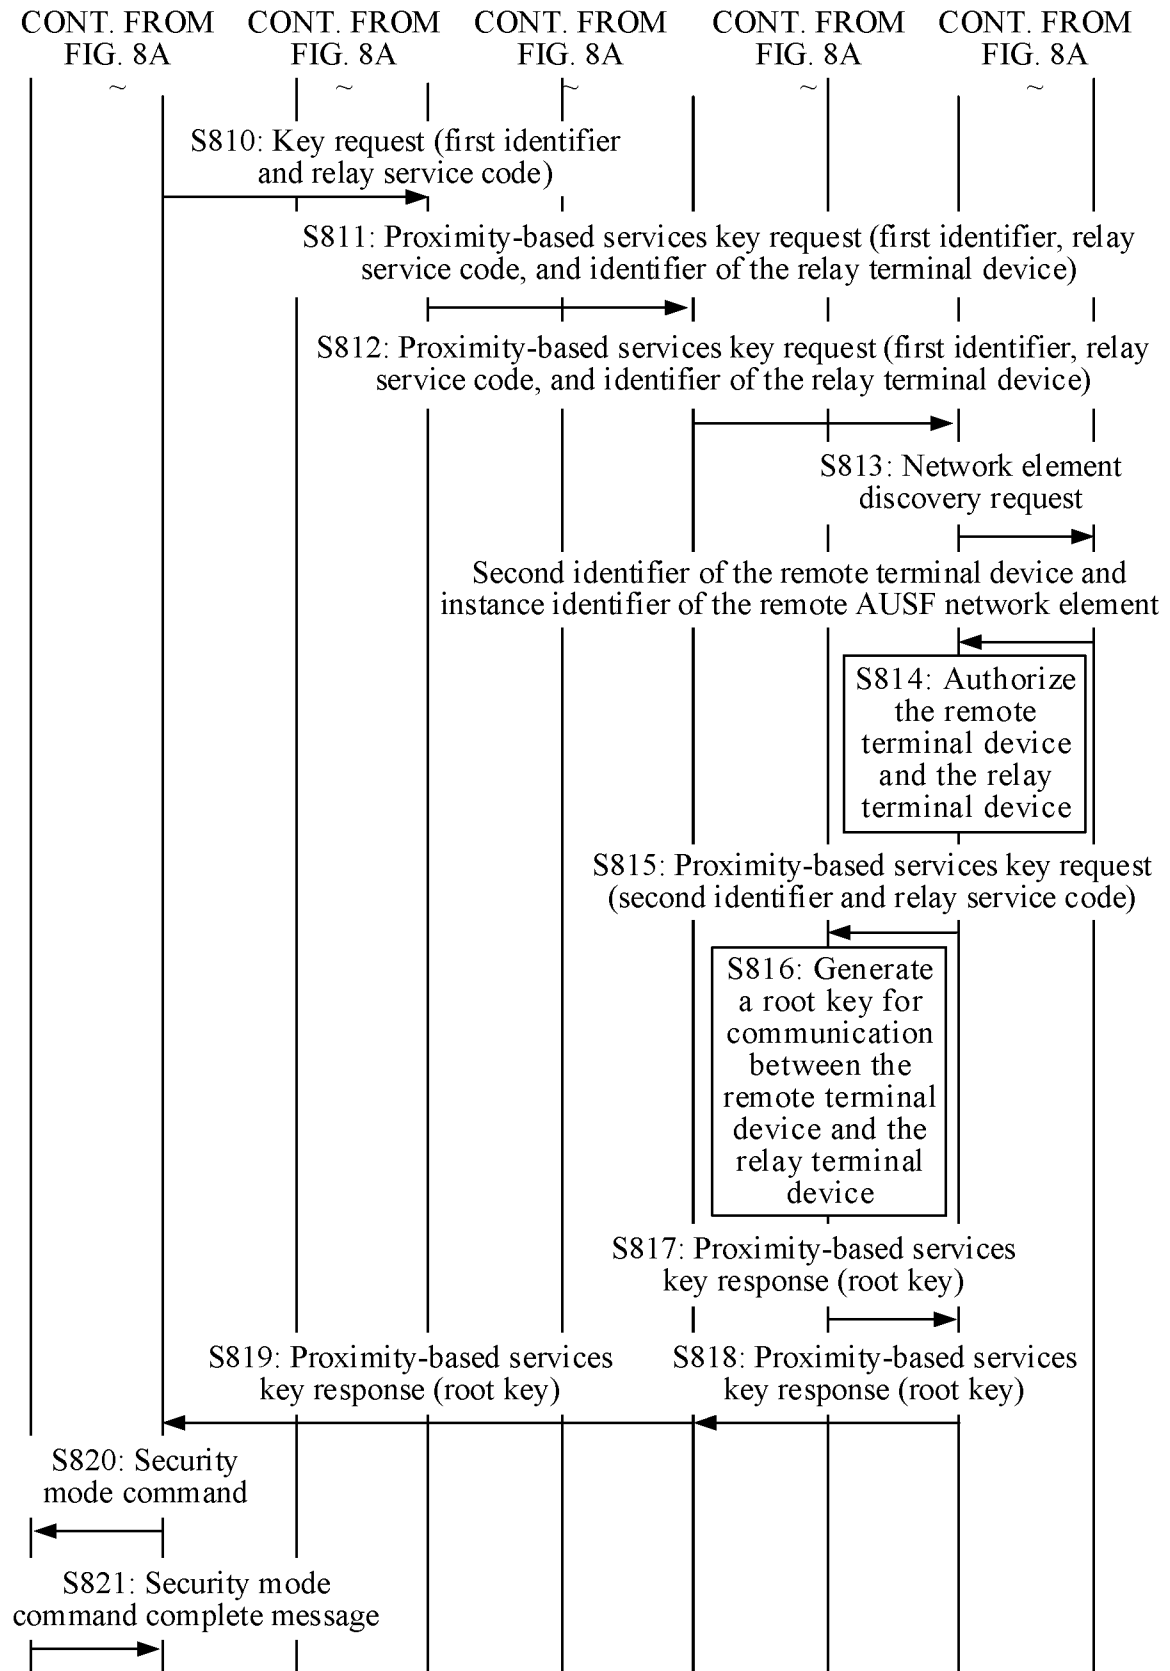 CONT. FROM
FIG. 8A
~
CONT. FROM
FIG. 8A
~
CONT. FROM
FIG. 8A
~
CONT. FROM
FIG. 8A
~
CONT. FROM
FIG. 8A
~
S810: Key request (first identifier
and relay service code)
S811: Proximity-based services key request (first identifier, relay
service code, and identifier of the relay terminal device)
S812: Proximity-based services key request (first identifier, relay
service code, and identifier of the relay terminal device)
S813: Network element
discovery request
Second identifier of the remote terminal device and
instance identifier of the remote AUSF network element
S814: Authorize
the remote
terminal device
and the relay
terminal device
S815: Proximity-based services key request
(second identifier and relay service code)
S816: Generate
a root key for
communication
between the
remote terminal
device and the
relay terminal
device
S817: Proximity-based services
key response (root key)
S819: Proximity-based services
key response (root key)
S818: Proximity-based services
key response (root key)
S820: Security
mode command
S821: Security mode
command complete message